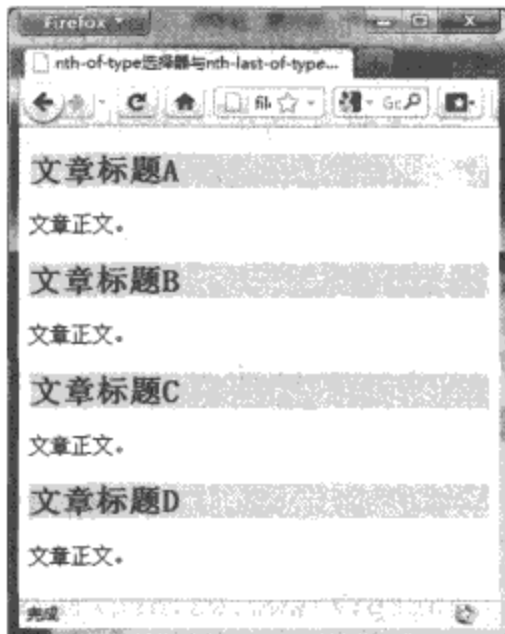 Firefox
nth-of-type选择器与nth-last-of-type...
文章标题A
文章正文。
文章标题B
文章正文。
文章标题C
文章正文。
文章标题D
文章正文。
完成